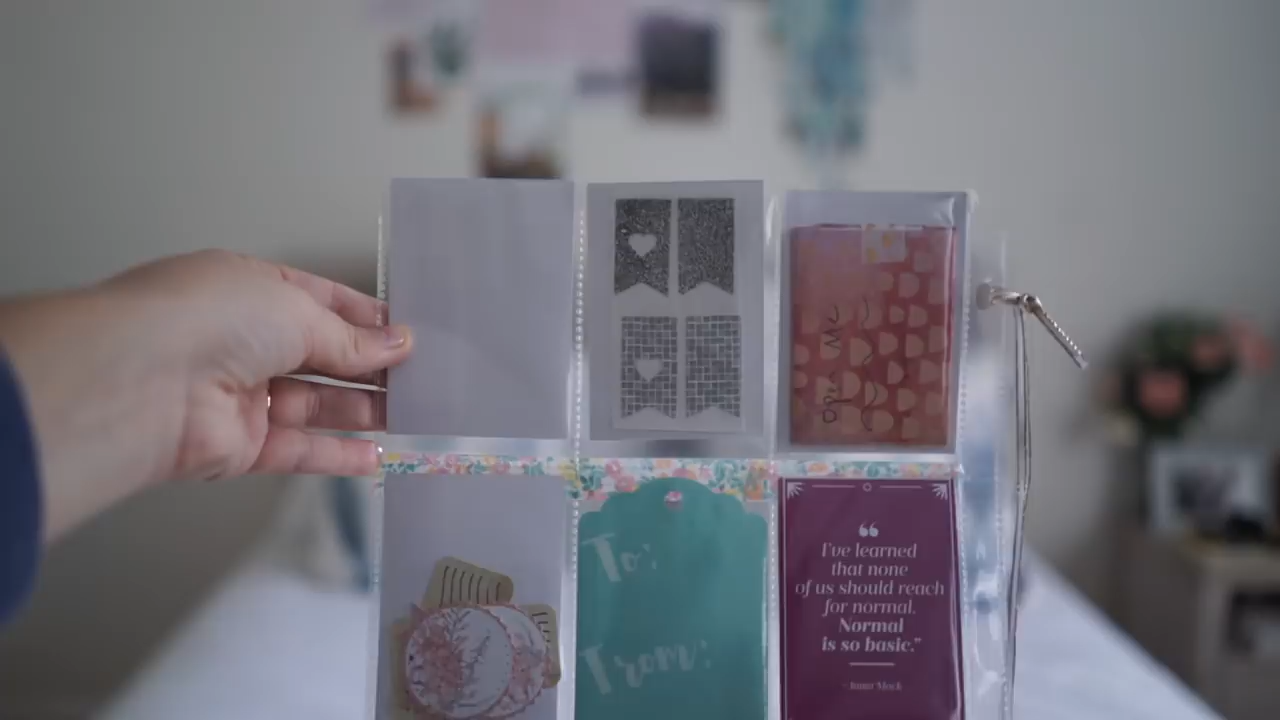 open Me
To:
From:
“
I've learned
that none
of us should reach
for normal.
Normal
is so basic.”